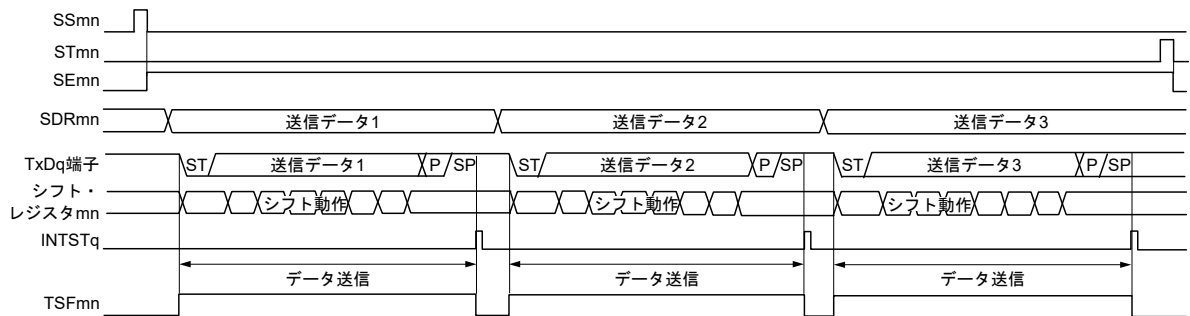 SSmn
STmn
SEmn
SDRmn 送信データ1 送信データ2 送信データ3
TxDq端子 ST 送信データ1 P SP ST 送信データ2 P SP ST 送信データ3 P SP
シフト・
レジスタmn シフト動作 シフト動作 シフト動作
INTSTq
データ送信 データ送信 データ送信
TSFmn